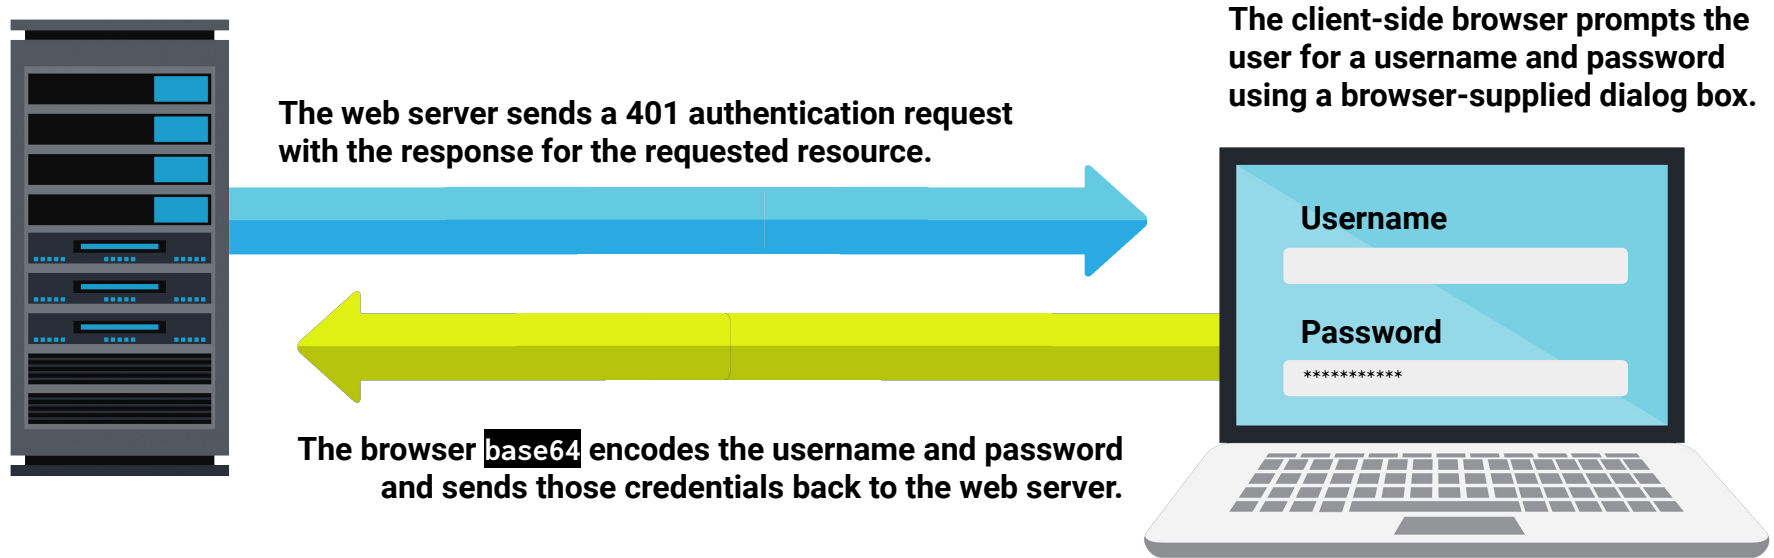 The client-side browser prompts the
user for a username and password
using a browser-supplied dialog box.
The web server sends a 401 authentication request
with the response for the requested resource.
Username
Password
***********
The browser base64 encodes the username and password
and sends those credentials back to the web server.